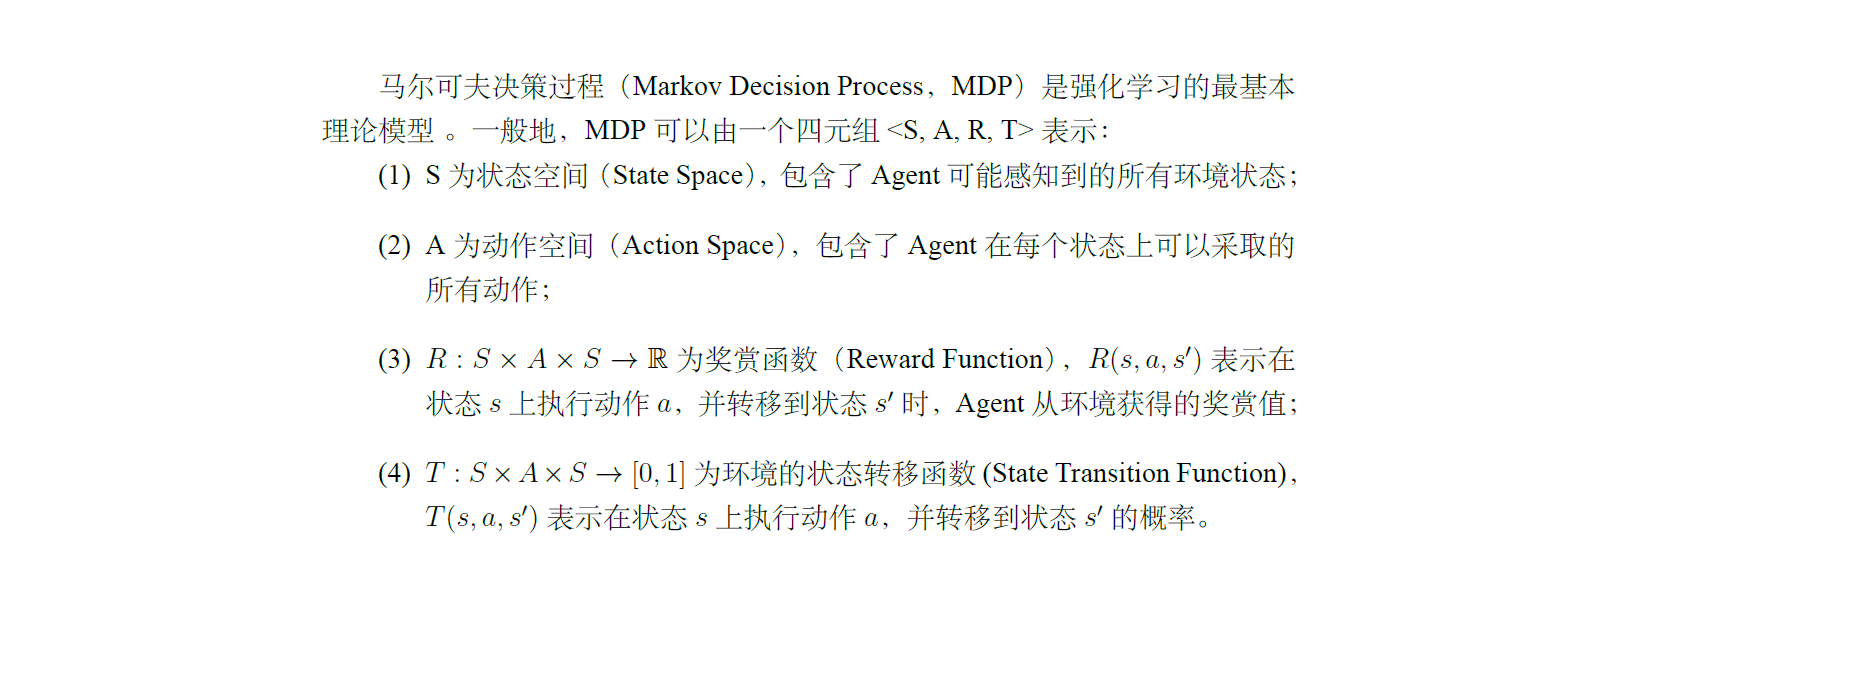 马尔可夫决策过程（Markov Decision Process，MDP）是强化学习的最基本
理论模型 。一般地，MDP 可以由一个四元组 <S, A, R, T> 表示：
(1) S 为状态空间（State Space），包含了 Agent 可能感知到的所有环境状态；
(2) A 为动作空间（Action Space），包含了 Agent 在每个状态上可以采取的
所有动作；
(3) R : S × A × S → ℝ 为奖赏函数（Reward Function），R(s, a, s′) 表示在
状态 s 上执行动作 a，并转移到状态 s′ 时，Agent 从环境获得的奖赏值；
(4) T : S × A × S → [0, 1] 为环境的状态转移函数 (State Transition Function)，
T(s, a, s′) 表示在状态 s 上执行动作 a，并转移到状态 s′ 的概率。